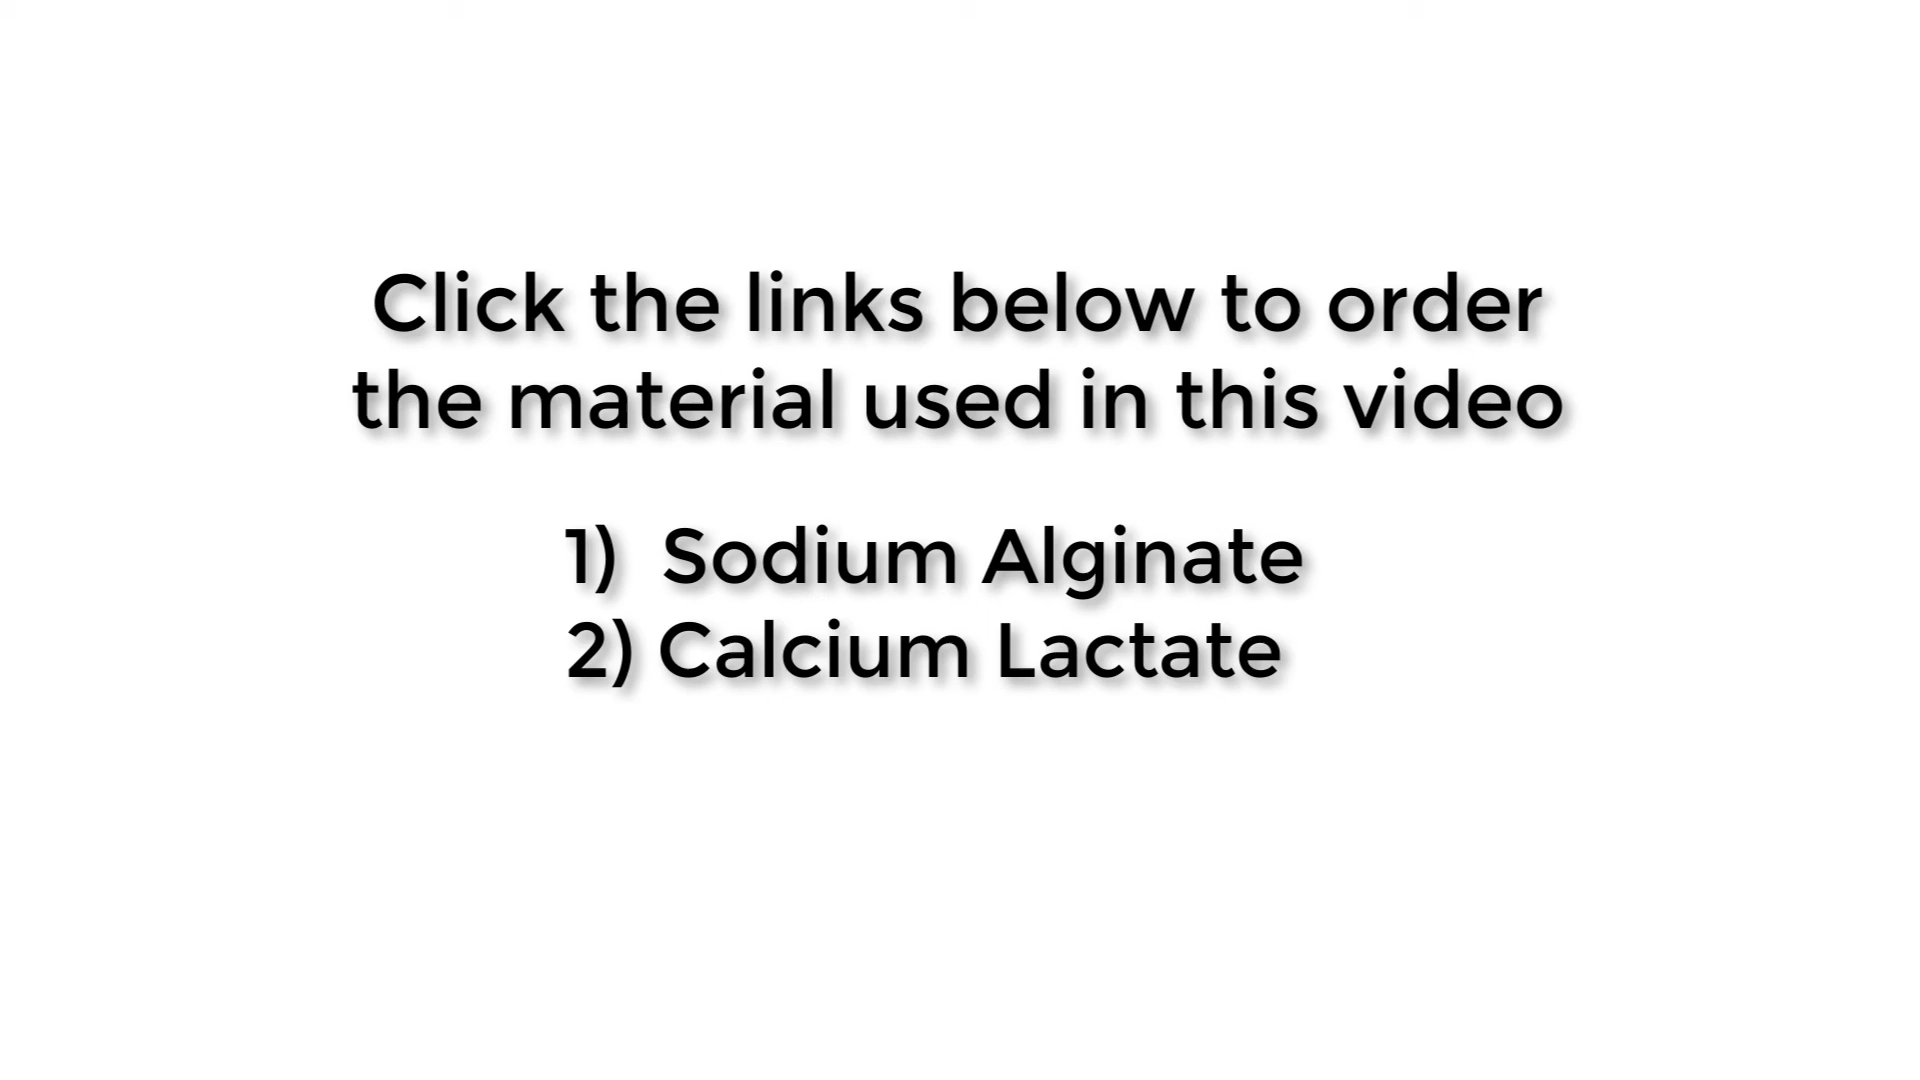 Click the links below to order
the material used in this video
1) Sodium Alginate
2) Calcium Lactate